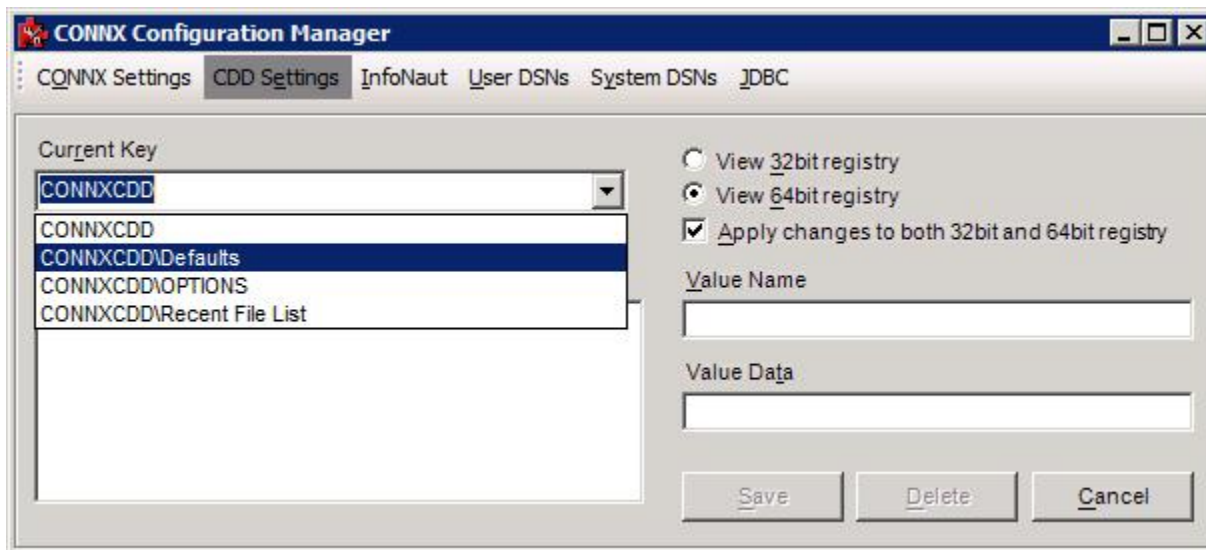 CONNX Configuration Manager
CONNX Settings CDD Settings InfoNaut User DSNs System DSNs JDBC
Current Key
CONNXCDD
CONNXCDD
CONNXCDD\Defaults
CONNXCDD\OPTIONS
CONNXCDD\Recent File List
View 32bit registry
View 64bit registry
Apply changes to both 32bit and 64bit registry
Value Name
Value Data
Save Delete Cancel